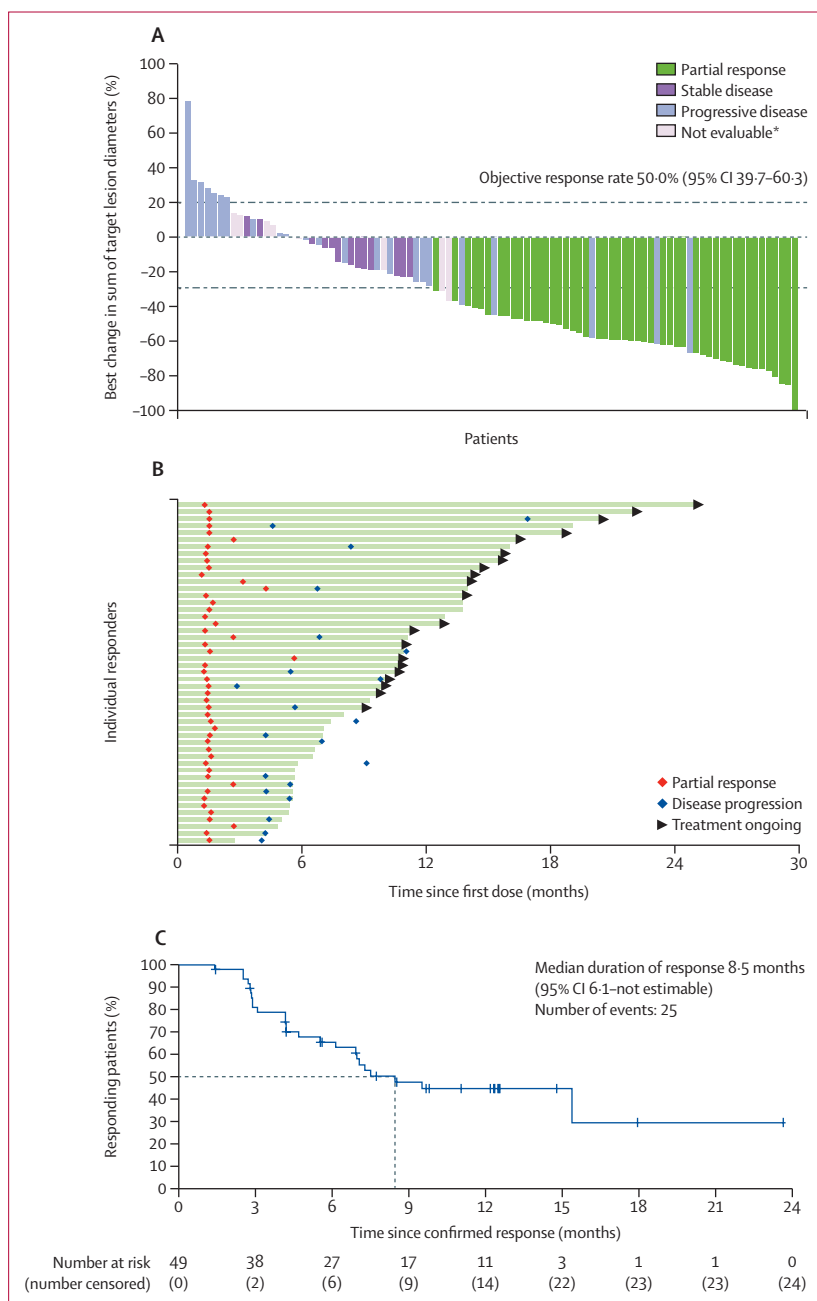 A
Best change in sum of target lesion diameters (%)
100
80
60
40
20
0
−20
−40
−60
−80
−100
Partial response
Stable disease
Progressive disease
Not evaluable*
Objective response rate 50·0% (95% CI 39·7–60·3)
Patients
B
Individual responders
Partial response
Disease progression
Treatment ongoing
0 6 12 18 24 30
Time since first dose (months)
C
Responding patients (%)
100
90
80
70
60
50
40
30
20
10
0
Median duration of response 8·5 months
(95% CI 6·1–not estimable)
Number of events: 25
0 3 6 9 12 15 18 21 24
Time since confirmed response (months)
Number at risk 49 38 27 17 11 3 1 1 0
(number censored) (0) (2) (6) (9) (14) (22) (23) (23) (24)